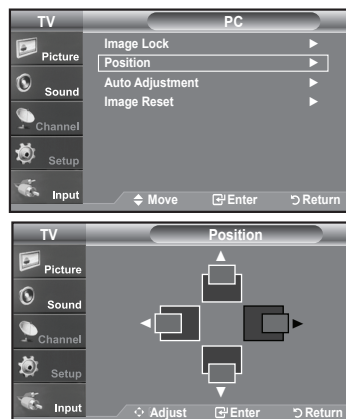 TV PC
Image Lock ►
Picture
Position ►
Auto Adjustment ►
Sound
Image Reset ►
Channel
Setup
Input
Move Enter Return
TV Position
Picture
Sound
Channel
Setup
Input
Adjust Enter Return